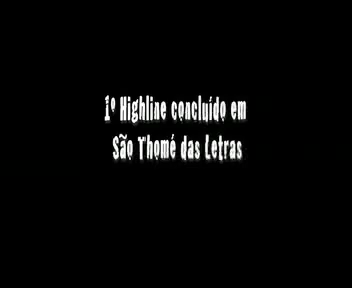 1º Highline concluído em
São Thomé das Letras